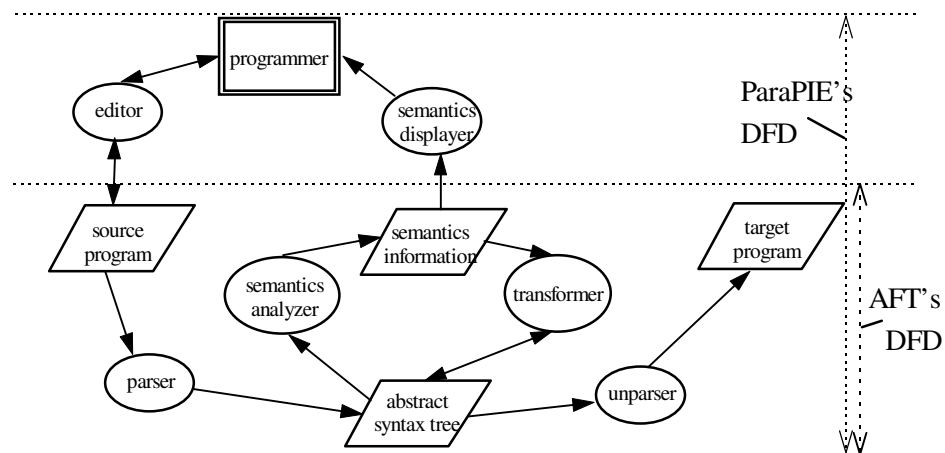 programmer
editor
semantics
displayer
ParaPIE's
DFD
source
program
semantics
information
target
program
semantics
analyzer
transformer
AFT's
DFD
parser
abstract
syntax tree
unparser